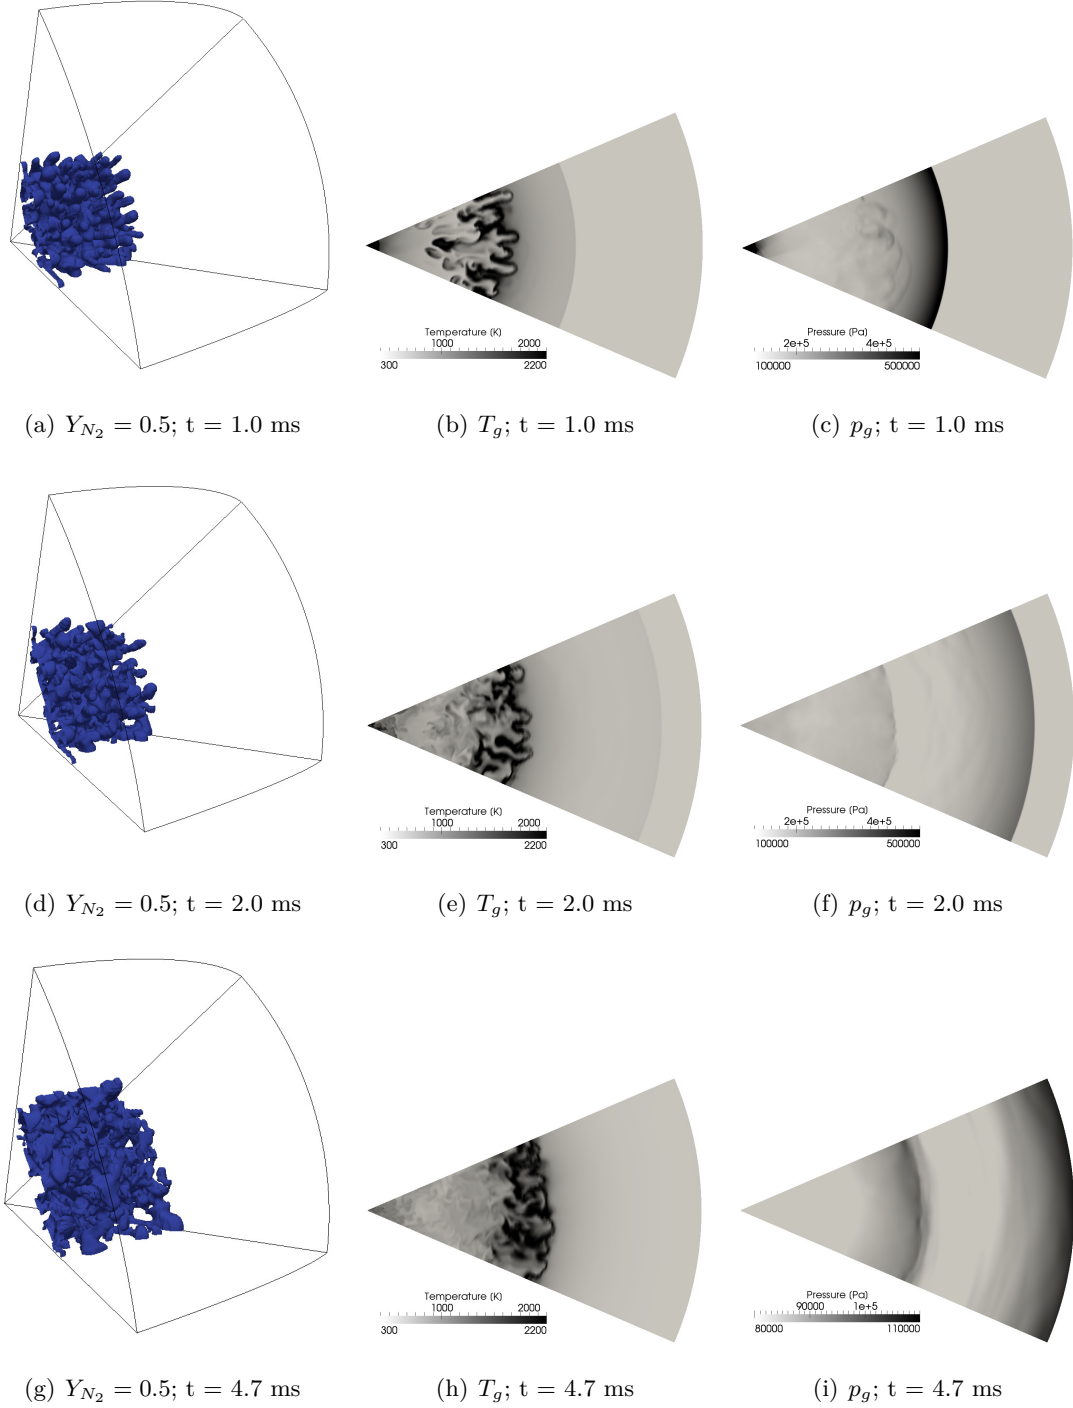 Temperature (K)
1000 2000
300 2200
Pressure (Pa)
2e+5 4e+5
100000 500000
(a) Y_{N_2} = 0.5; t = 1.0 ms
(b) T_g; t = 1.0 ms
(c) p_g; t = 1.0 ms
Temperature (K)
1000 2000
300 2200
Pressure (Pa)
2e+5 4e+5
100000 500000
(d) Y_{N_2} = 0.5; t = 2.0 ms
(e) T_g; t = 2.0 ms
(f) p_g; t = 2.0 ms
Temperature (K)
1000 2000
300 2200
Pressure (Pa)
90000 1e+5
80000 110000
(g) Y_{N_2} = 0.5; t = 4.7 ms
(h) T_g; t = 4.7 ms
(i) p_g; t = 4.7 ms